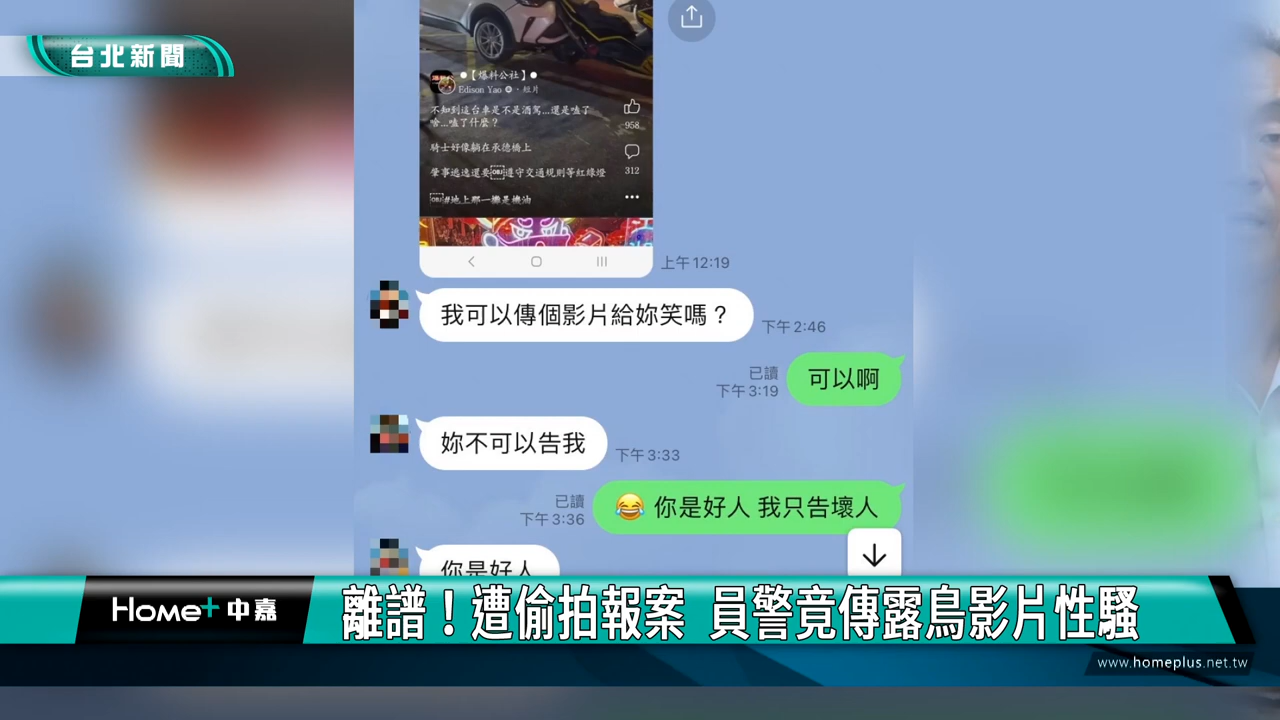 台北新聞
●【爆料公社】●
Edison Yao · 短片
不知到這台車是不是酒駕...還是嗑了
啥...嗑了什麼？
958
騎士好像躺在承德橋上
312
肇事逃逸還要OBJ遵守交通規則等紅綠燈
OBJ#地上那一攤是機油
上午 12:19
我可以傳個影片給妳笑嗎？
下午 2:46
已讀
下午 3:19
可以啊
妳不可以告我
下午 3:33
已讀
下午 3:36
😂 你是好人 我只告壞人
你是好人
Home+ 中嘉
離譜！遭偷拍報案 員警竟傳露鳥影片性騷
www.homeplus.net.tw